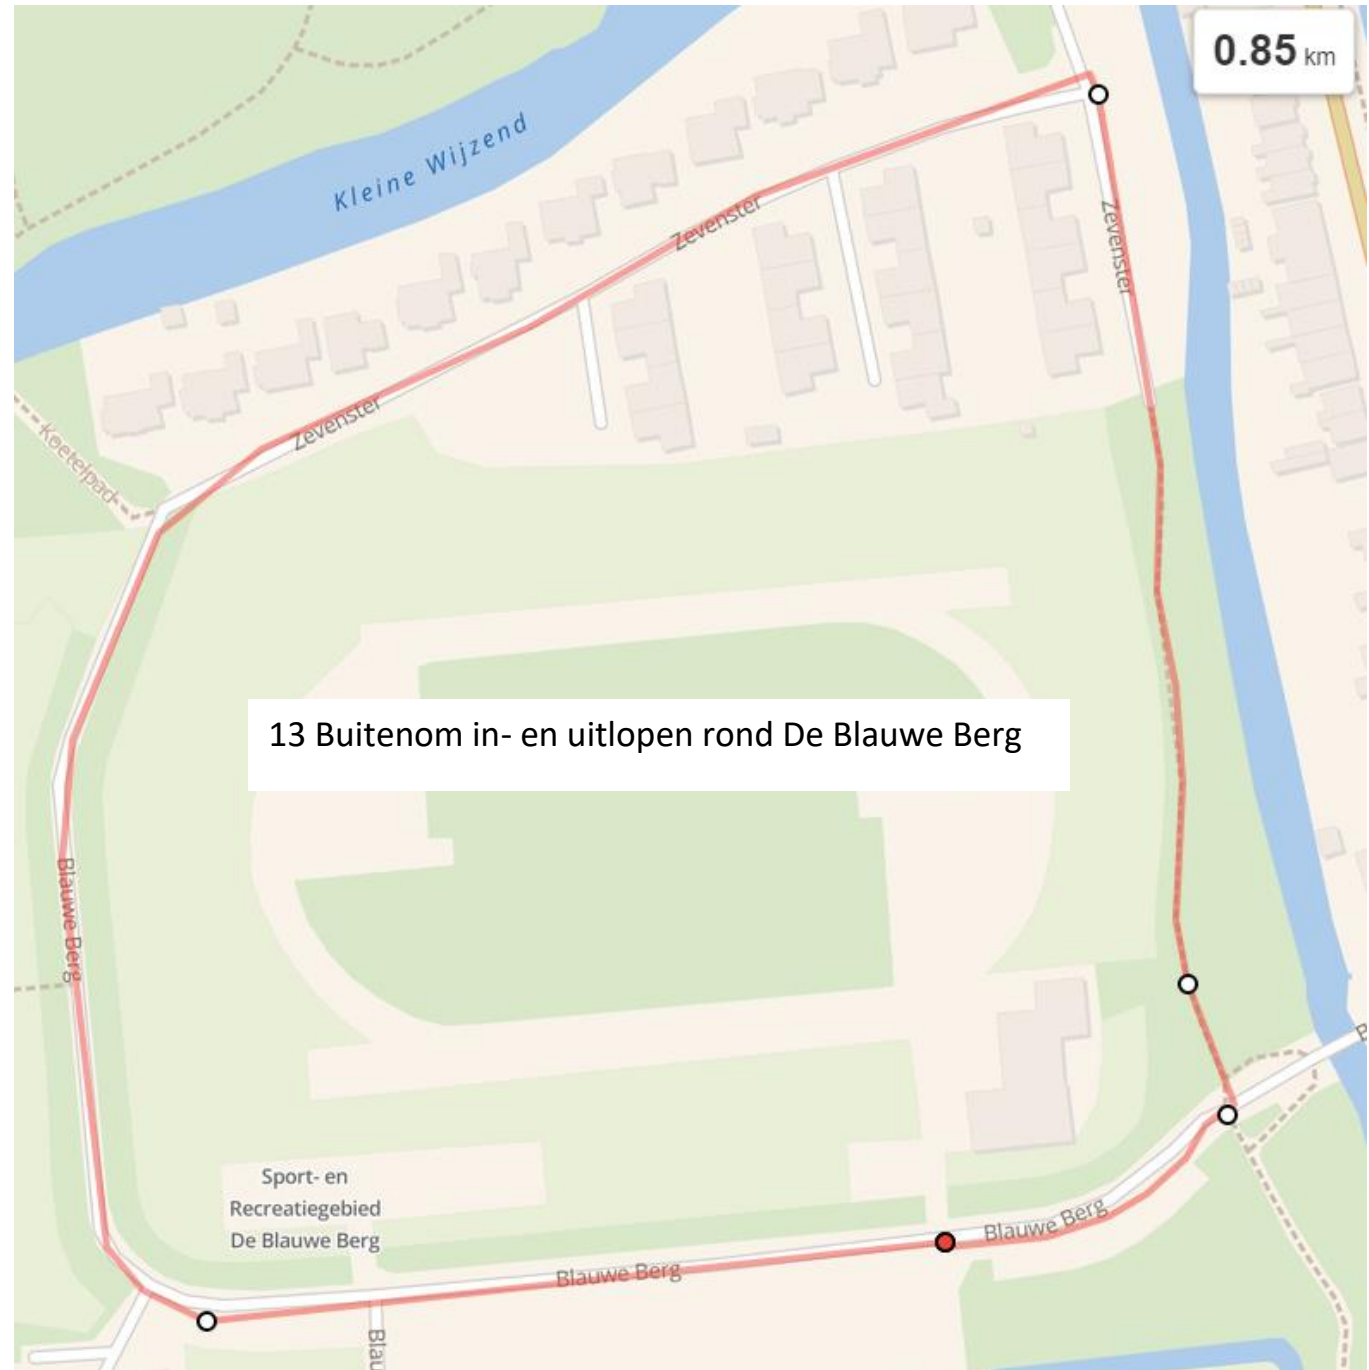 0.85 km
Kleine Wijzend
Zevenster
Zevenster
Zevenster
Koetelpad
13 Buitenom in- en uitlopen rond De Blauwe Berg
Blauwe Berg
B
Sport- en
Recreatiegebied
De Blauwe Berg
Blauwe Berg
Blauwe Berg
Blau